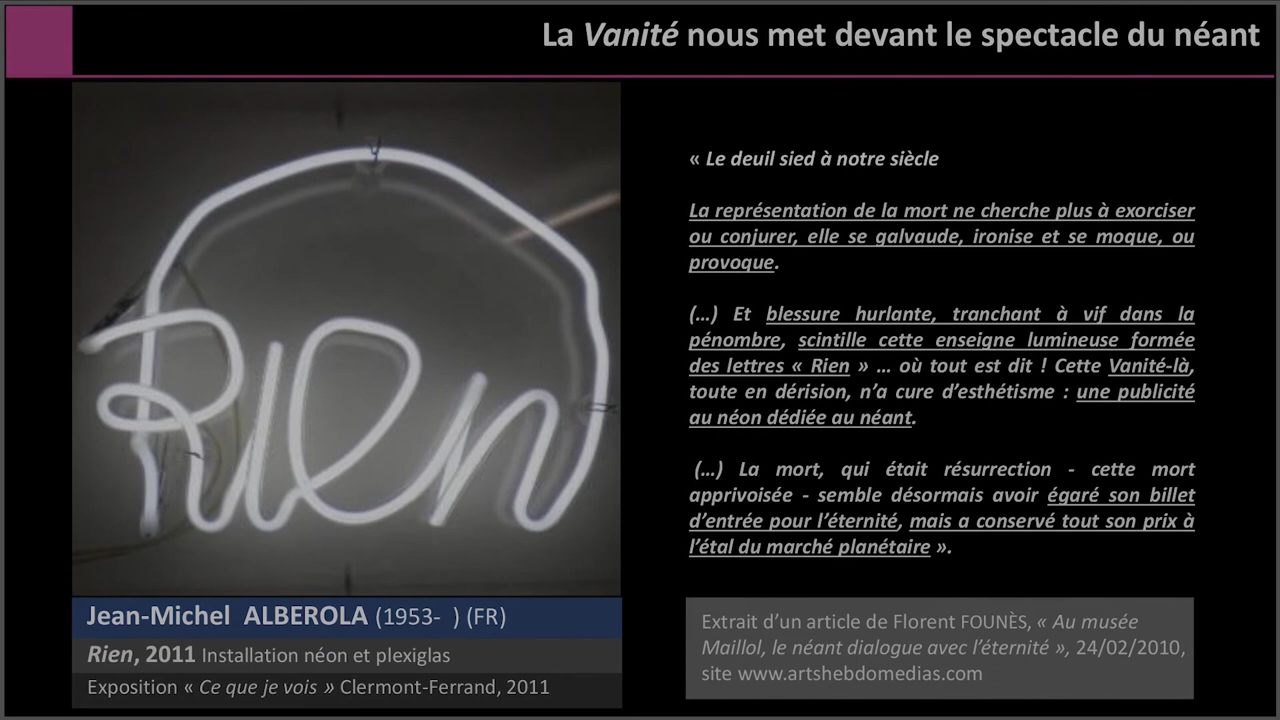 La Vanité nous met devant le spectacle du néant
Rien
« Le deuil sied à notre siècle
La représentation de la mort ne cherche plus à exorciser
ou conjurer, elle se galvaude, ironise et se moque, ou
provoque.
(…) Et blessure hurlante, tranchant à vif dans la
pénombre, scintille cette enseigne lumineuse formée
des lettres « Rien » … où tout est dit ! Cette Vanité-là,
toute en dérision, n’a cure d’esthétisme : une publicité
au néon dédiée au néant.
(…) La mort, qui était résurrection - cette mort
apprivoisée - semble désormais avoir égaré son billet
d’entrée pour l’éternité, mais a conservé tout son prix à
l’étal du marché planétaire ».
Jean-Michel ALBEROLA (1953- ) (FR)
Rien, 2011 Installation néon et plexiglas
Exposition « Ce que je vois » Clermont-Ferrand, 2011
Extrait d’un article de Florent FOUNÈS, « Au musée
Maillol, le néant dialogue avec l’éternité », 24/02/2010,
site www.artshebdomedias.com